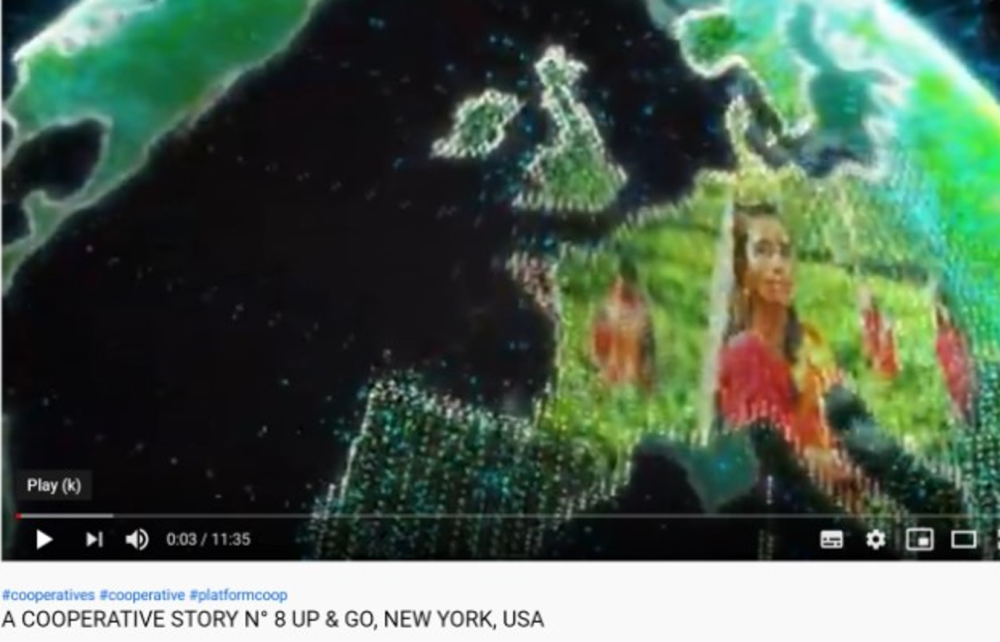 Play (k)
0:03 / 11:35
#cooperatives #cooperative #platformcoop
A COOPERATIVE STORY N° 8 UP & GO, NEW YORK, USA